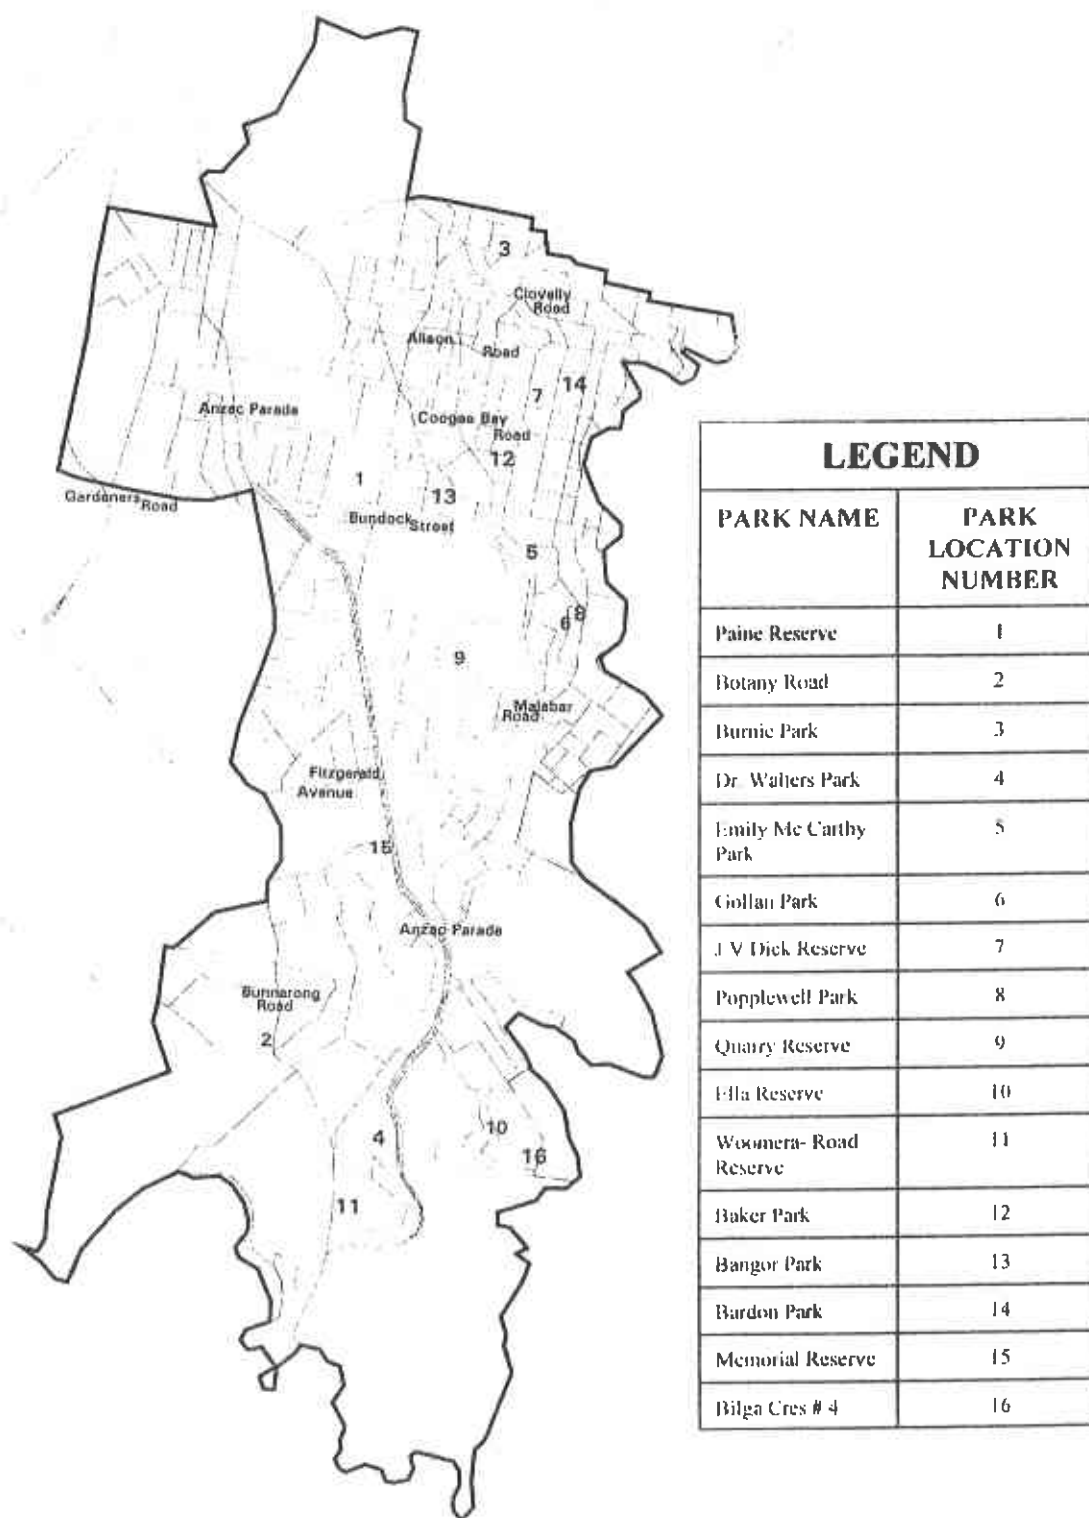 3
Clovelly
Road
Alison
Road
14
7
Anzac Parade
Coogee Bay
Road
12
1
13
Gardeners
Road
Bundock
Street
5
8
6
9
Malabar
Road
Fitzgerald
Avenue
15
Anzac Parade
Bunnarong
Road
2
10
4
16
11
LEGEND
PARK NAME
PARK
LOCATION
NUMBER
Paine Reserve 1
Botany Road 2
Burnie Park 3
Dr. Walters Park 4
Emily Mc Carthy
Park 5
Gollan Park 6
J V Dick Reserve 7
Popplewell Park 8
Quarry Reserve 9
Ella Reserve 10
Woomera- Road
Reserve 11
Baker Park 12
Bangor Park 13
Bardon Park 14
Memorial Reserve 15
Bilga Cres # 4 16